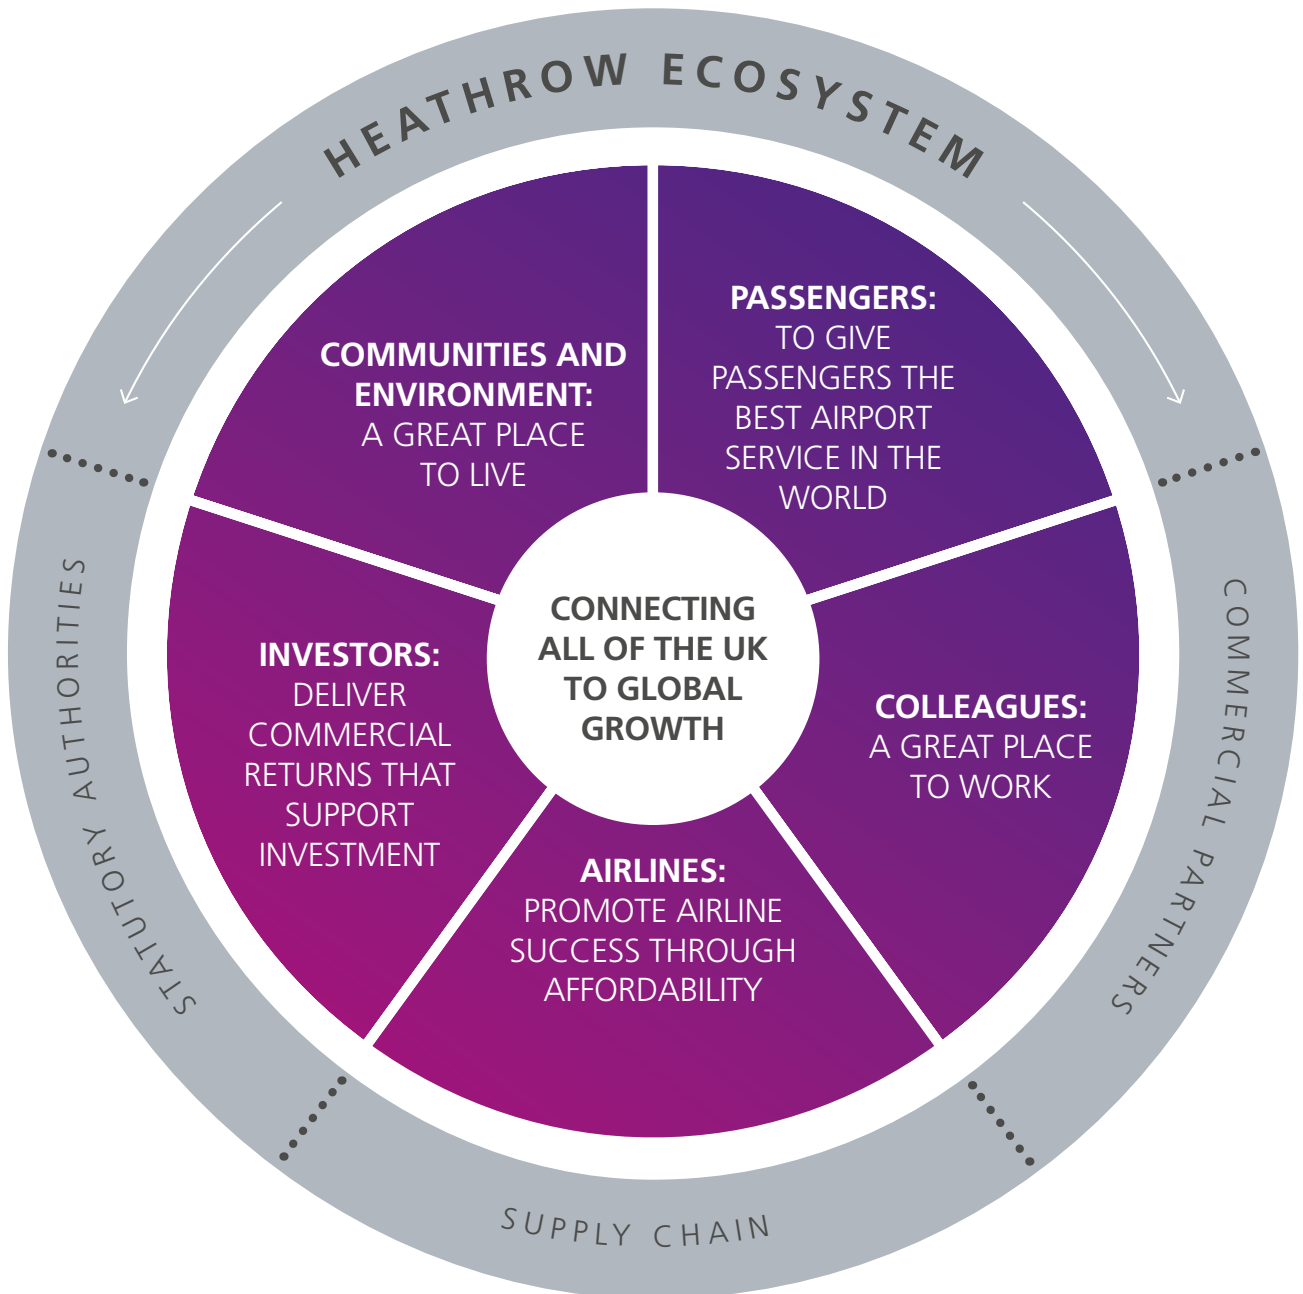 HEATHROW ECOSYSTEM
PASSENGERS:
TO GIVE
PASSENGERS THE
BEST AIRPORT
SERVICE IN THE
WORLD
COLLEAGUES:
A GREAT PLACE
TO WORK
AIRLINES:
PROMOTE AIRLINE
SUCCESS THROUGH
AFFORDABILITY
INVESTORS:
DELIVER
COMMERCIAL
RETURNS THAT
SUPPORT
INVESTMENT
COMMUNITIES AND
ENVIRONMENT:
A GREAT PLACE
TO LIVE
CONNECTING
ALL OF THE UK
TO GLOBAL
GROWTH
COMMERCIAL PARTNERS
SUPPLY CHAIN
STATUTORY AUTHORITIES